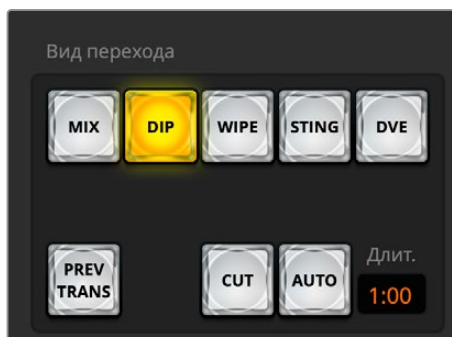 Вид перехода
MIX DIP WIPE STING DVE
PREV
TRANS
CUT AUTO
Длит.
1:00